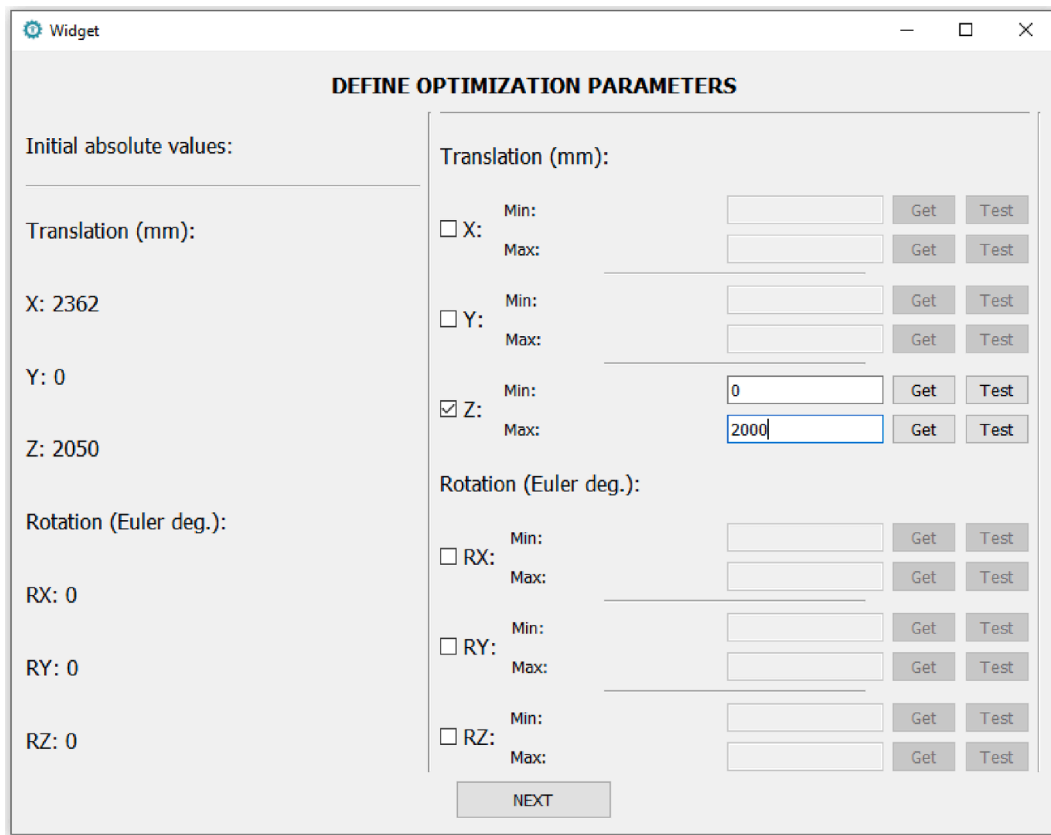 Widget
DEFINE OPTIMIZATION PARAMETERS
Initial absolute values:
Translation (mm):
X: 2362
Y: 0
Z: 2050
Rotation (Euler deg.):
RX: 0
RY: 0
RZ: 0
Translation (mm):
X:
Min: Get Test
Max: Get Test
Y:
Min: Get Test
Max: Get Test
Z:
Min: 0 Get Test
Max: 2000 Get Test
Rotation (Euler deg.):
RX:
Min: Get Test
Max: Get Test
RY:
Min: Get Test
Max: Get Test
RZ:
Min: Get Test
Max: Get Test
NEXT